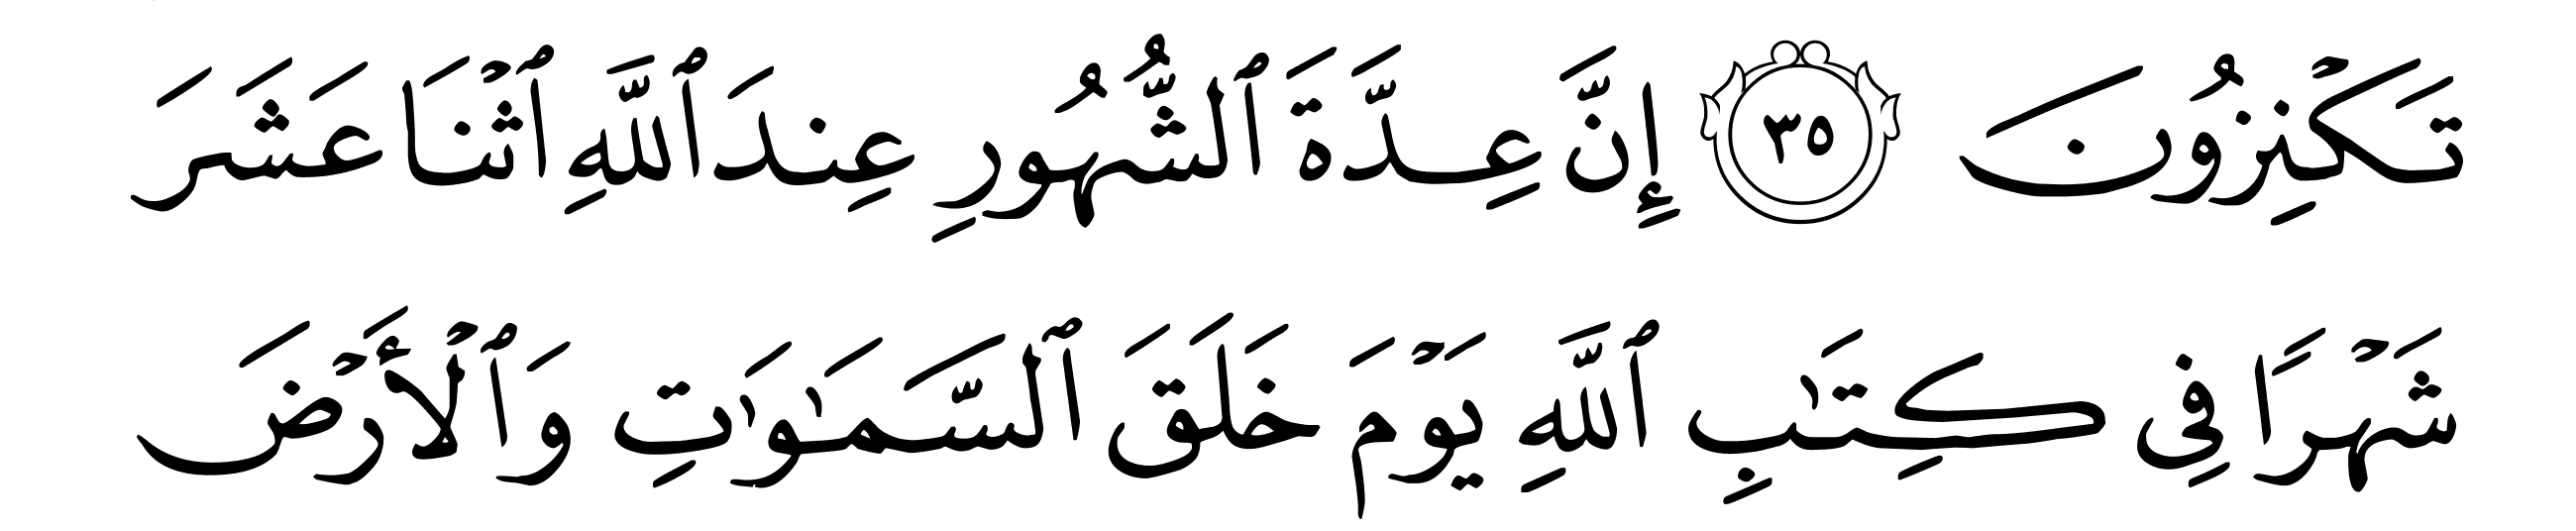 تَكۡنِزُونَ ٣٥ إِنَّ عِدَّةَ ٱلشُّهُورِ عِندَ ٱللَّهِ ٱثۡنَا عَشَرَ
شَهۡرًا فِي كِتَٰبِ ٱللَّهِ يَوۡمَ خَلَقَ ٱلسَّمَٰوَٰتِ وَٱلۡأَرۡضَ